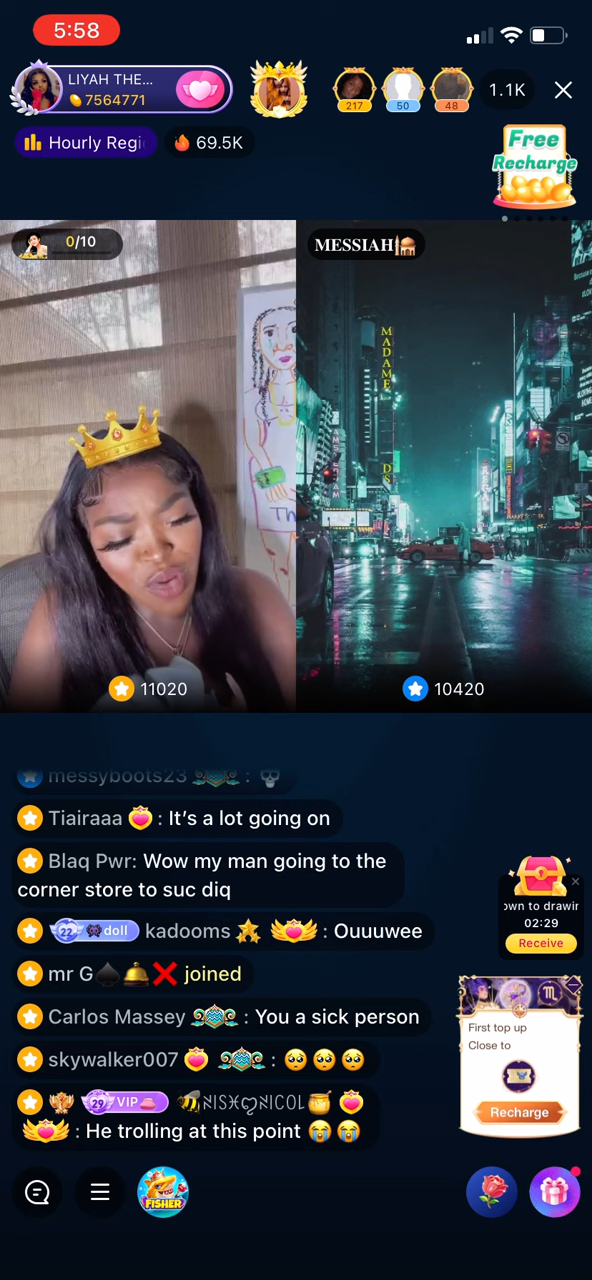 5:58
LIYAH THE...
7564771
217
50
48
1.1K
Hourly Regi
69.5K
Free
Recharge
0/10
MESSIAH
MADAME
Th
11020
10420
messyboots23 : 💀
Tiairaaa : It's a lot going on
Blaq Pwr: Wow my man going to the
corner store to suc diq
22 doll kadooms : Ouuuwee
mr G♠️🔔❌ joined
Carlos Massey : You a sick person
skywalker007 : 🥺🥺🥺
29 VIP 🐝NISӾღNICOL🍯
: He trolling at this point 😭😭
own to drawin
02:29
Receive
First top up
Close to
Recharge
FISHER